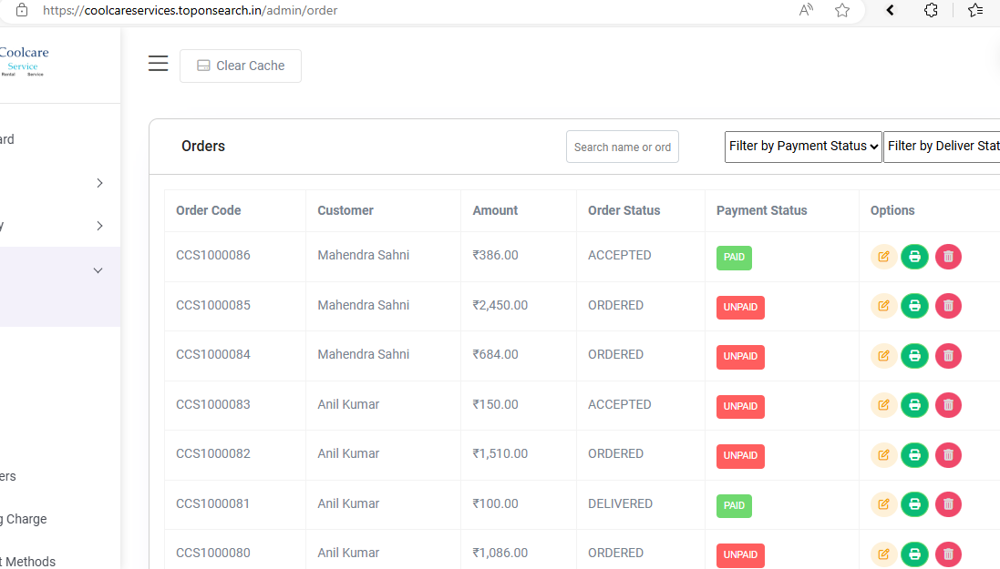 https://coolcareservices.toponsearch.in/admin/order
Coolcare
Service
Rental Service
Clear Cache
ard
y
ers
g Charge
t Methods
Orders
Search name or ord
Filter by Payment Status
Filter by Deliver Stat
Order Code Customer Amount Order Status Payment Status Options
CCS1000086 Mahendra Sahni ₹386.00 ACCEPTED PAID
CCS1000085 Mahendra Sahni ₹2,450.00 ORDERED UNPAID
CCS1000084 Mahendra Sahni ₹684.00 ORDERED UNPAID
CCS1000083 Anil Kumar ₹150.00 ACCEPTED UNPAID
CCS1000082 Anil Kumar ₹1,510.00 ORDERED UNPAID
CCS1000081 Anil Kumar ₹100.00 DELIVERED PAID
CCS1000080 Anil Kumar ₹1,086.00 ORDERED UNPAID